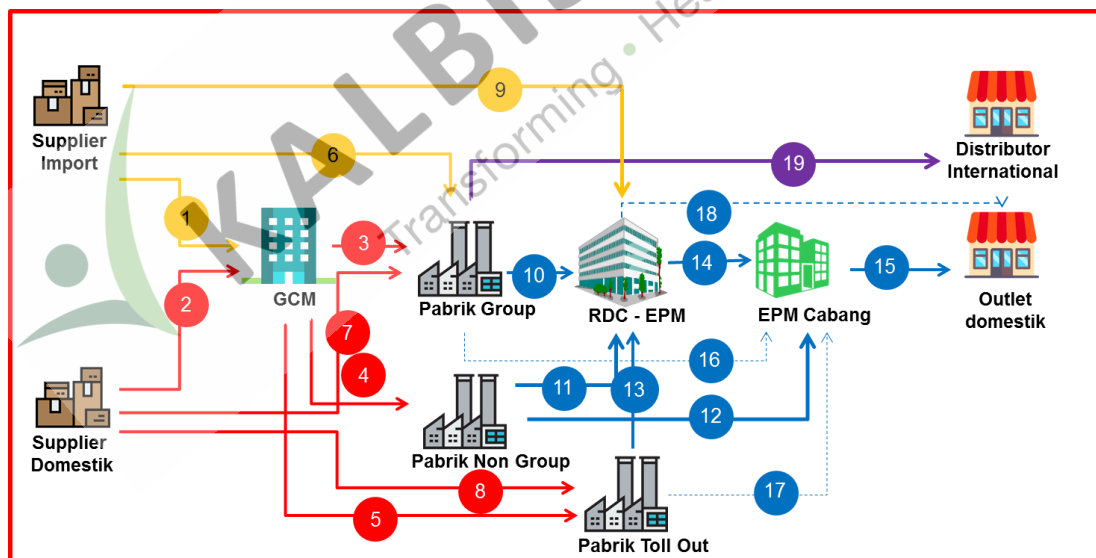 KALBI
Transforming • Hea
Supplier
Import
9
6
1
19
Distributor
International
18
GCM
3
2
10
14
15
Pabrik Group
RDC - EPM
EPM Cabang
Outlet
domestik
7
4
16
11
13
12
Supplier
Domestik
Pabrik Non Group
8
5
17
Pabrik Toll Out